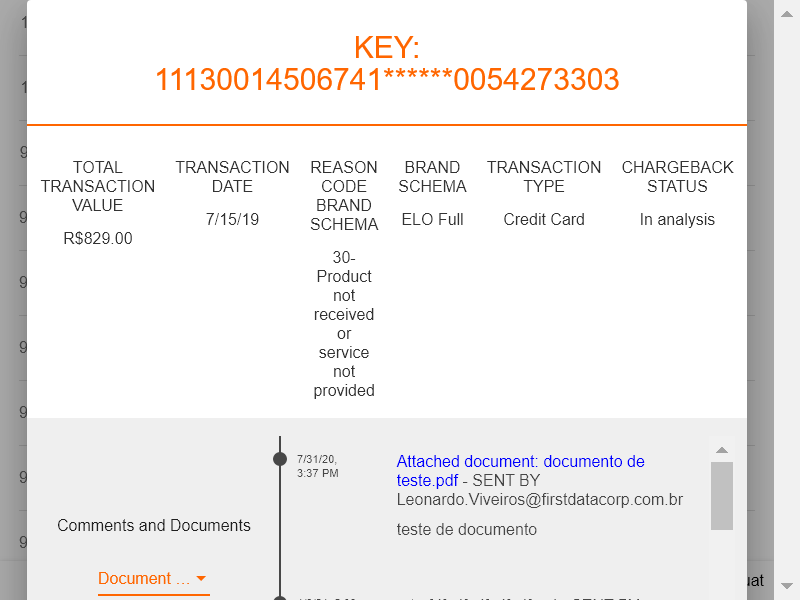 KEY:
11130014506741******0054273303
TOTAL
TRANSACTION
VALUE
R$829.00
TRANSACTION
DATE
7/15/19
REASON
CODE
BRAND
SCHEMA
30-
Product
not
received
or
service
not
provided
BRAND
SCHEMA
ELO Full
TRANSACTION
TYPE
Credit Card
CHARGEBACK
STATUS
In analysis
Comments and Documents
Document ...
7/31/20,
3:37 PM
Attached document: documento de
teste.pdf - SENT BY
Leonardo.Viveiros@firstdatacorp.com.br
teste de documento